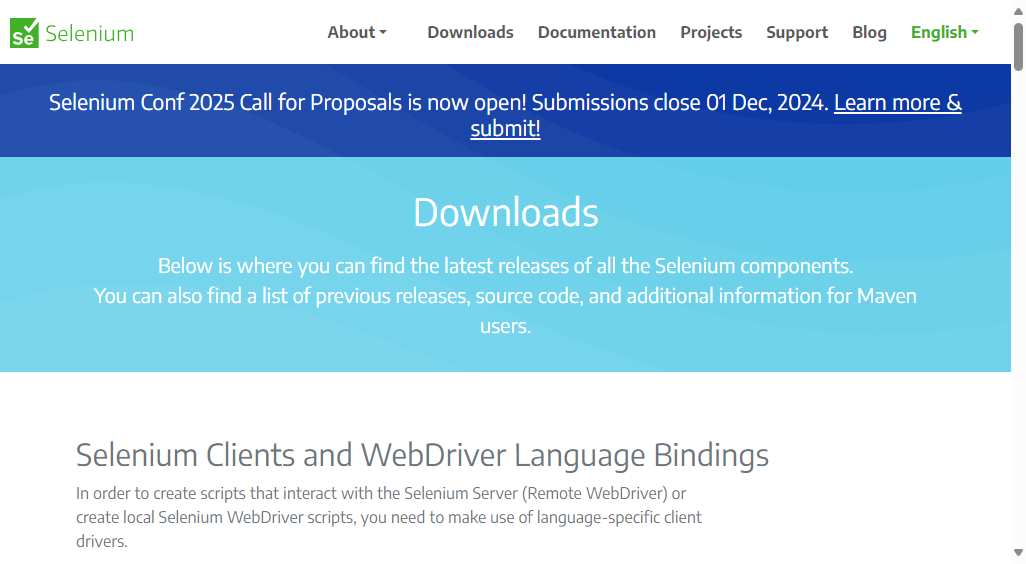 Se Selenium
About
Downloads
Documentation
Projects
Support
Blog
English
Selenium Conf 2025 Call for Proposals is now open! Submissions close 01 Dec, 2024. Learn more &
submit!
Downloads
Below is where you can find the latest releases of all the Selenium components.
You can also find a list of previous releases, source code, and additional information for Maven
users.
Selenium Clients and WebDriver Language Bindings
In order to create scripts that interact with the Selenium Server (Remote WebDriver) or
create local Selenium WebDriver scripts, you need to make use of language-specific client
drivers.